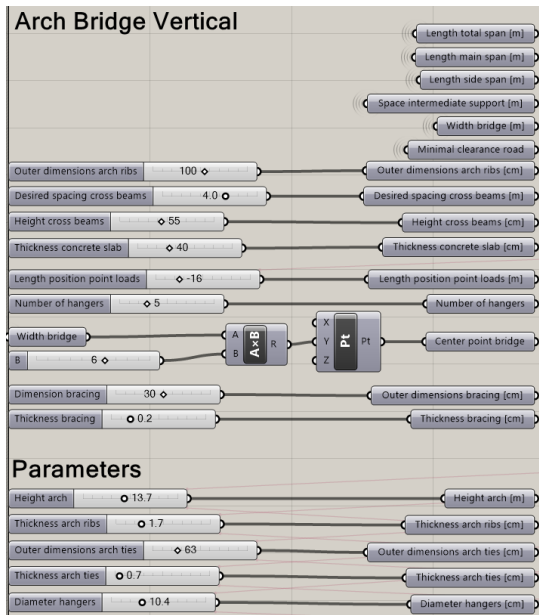 Arch Bridge Vertical
Length total span [m]
Length main span [m]
Length side span [m]
Space intermediate support [m]
Width bridge [m]
Minimal clearance road
Outer dimensions arch ribs 100 Outer dimensions arch ribs [cm]
Desired spacing cross beams 4.0 Desired spacing cross beams [m]
Height cross beams 55 Height cross beams [cm]
Thickness concrete slab 40 Thickness concrete slab [cm]
Length position point loads -16 Length position point loads [m]
Number of hangers 5 Number of hangers
Width bridge A B A×B R X Y Z Pt Pt Center point bridge
B 6
Dimension bracing 30 Outer dimensions bracing [cm]
Thickness bracing 0.2 Thickness bracing [cm]
Parameters
Height arch 13.7 Height arch [m]
Thickness arch ribs 1.7 Thickness arch ribs [cm]
Outer dimensions arch ties 63 Outer dimensions arch ties [cm]
Thickness arch ties 0.7 Thickness arch ties [cm]
Diameter hangers 10.4 Diameter hangers [cm]